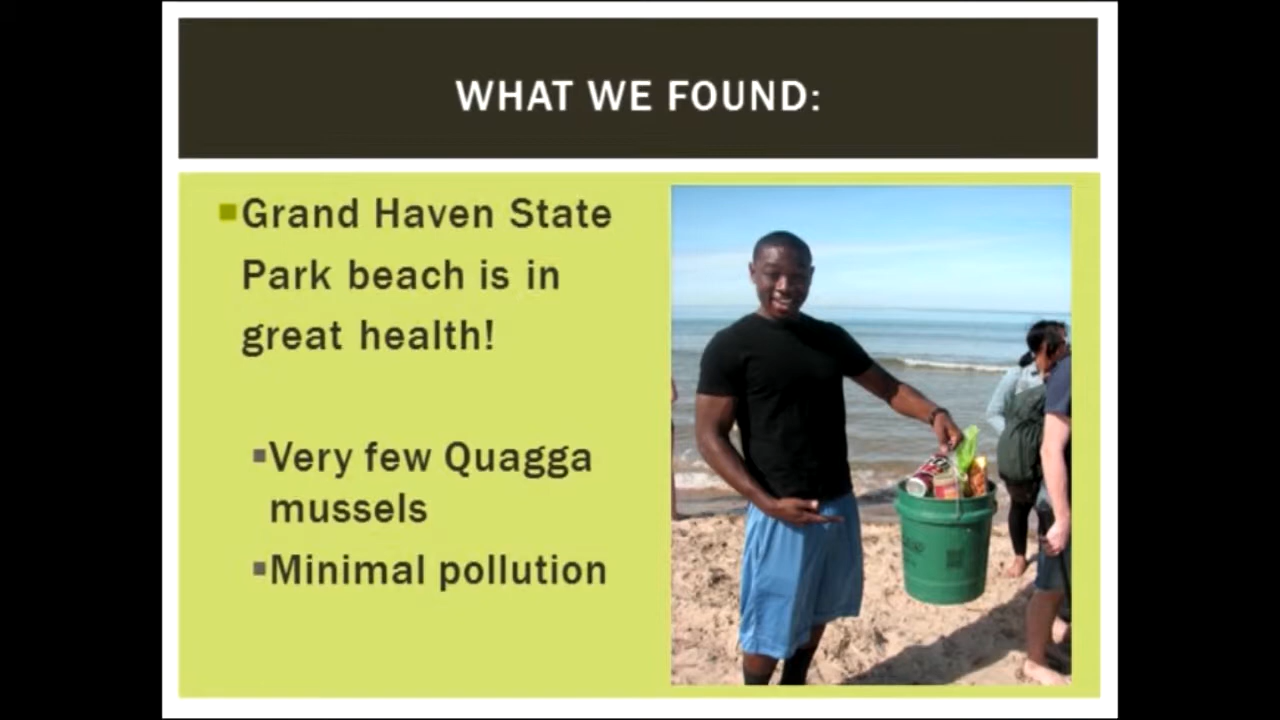 WHAT WE FOUND:
Grand Haven State
Park beach is in
great health!
Very few Quagga
mussels
Minimal pollution